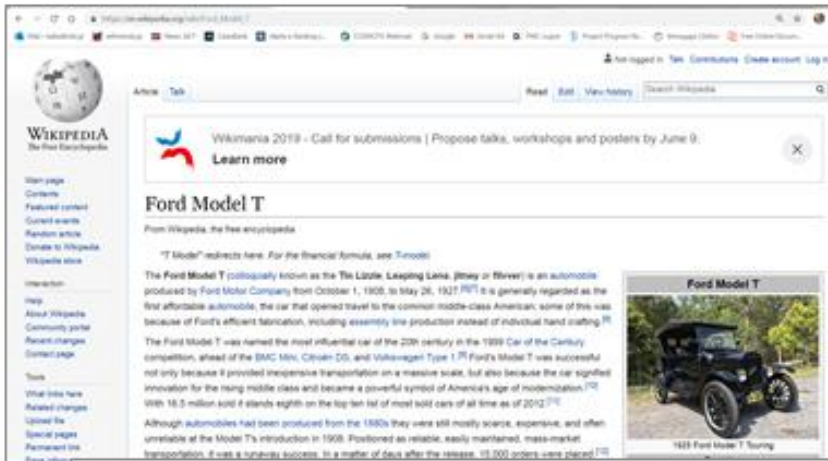 Not logged in Talk Contributions Create account Log in
Article Talk
Read Edit View history Search Wikipedia
WIKIPEDIA
The Free Encyclopedia
Wikimania 2019 - Call for submissions | Propose talks, workshops and posters by June 9.
Learn more
Main page
Contents
Featured content
Current events
Random article
Donate to Wikipedia
Wikipedia store
Interaction
Help
About Wikipedia
Community portal
Recent changes
Contact page
Tools
What links here
Related changes
Upload file
Special pages
Permanent link
Ford Model T
From Wikipedia, the free encyclopedia
"T Model" redirects here. For the financial formula, see T-model.
The Ford Model T (colloquially known as the Tin Lizzie, Leaping Lena, jitney or flivver) is an automobile
produced by Ford Motor Company from October 1, 1908, to May 26, 1927. It is generally regarded as the
first affordable automobile, the car that opened travel to the common middle-class American; some of this was
because of Ford's efficient fabrication, including assembly line production instead of individual hand crafting.
The Ford Model T was named the most influential car of the 20th century in the 1999 Car of the Century
competition, ahead of the BMC Mini, Citroën DS, and Volkswagen Type 1. Ford's Model T was successful
not only because it provided inexpensive transportation on a massive scale, but also because the car signified
innovation for the rising middle class and became a powerful symbol of America's age of modernization.[10]
With 16.5 million sold it stands eighth on the top ten list of most sold cars of all time as of 2012.[11]
Although automobiles had been produced from the 1880s they were still mostly scarce, expensive, and often
unreliable at the Model T's introduction in 1908. Positioned as reliable, easily maintained, mass-market
transportation, it was a runaway success. In a matter of days after the release, 15,000 orders were placed.[12]
Ford Model T
1925 Ford Model T Touring